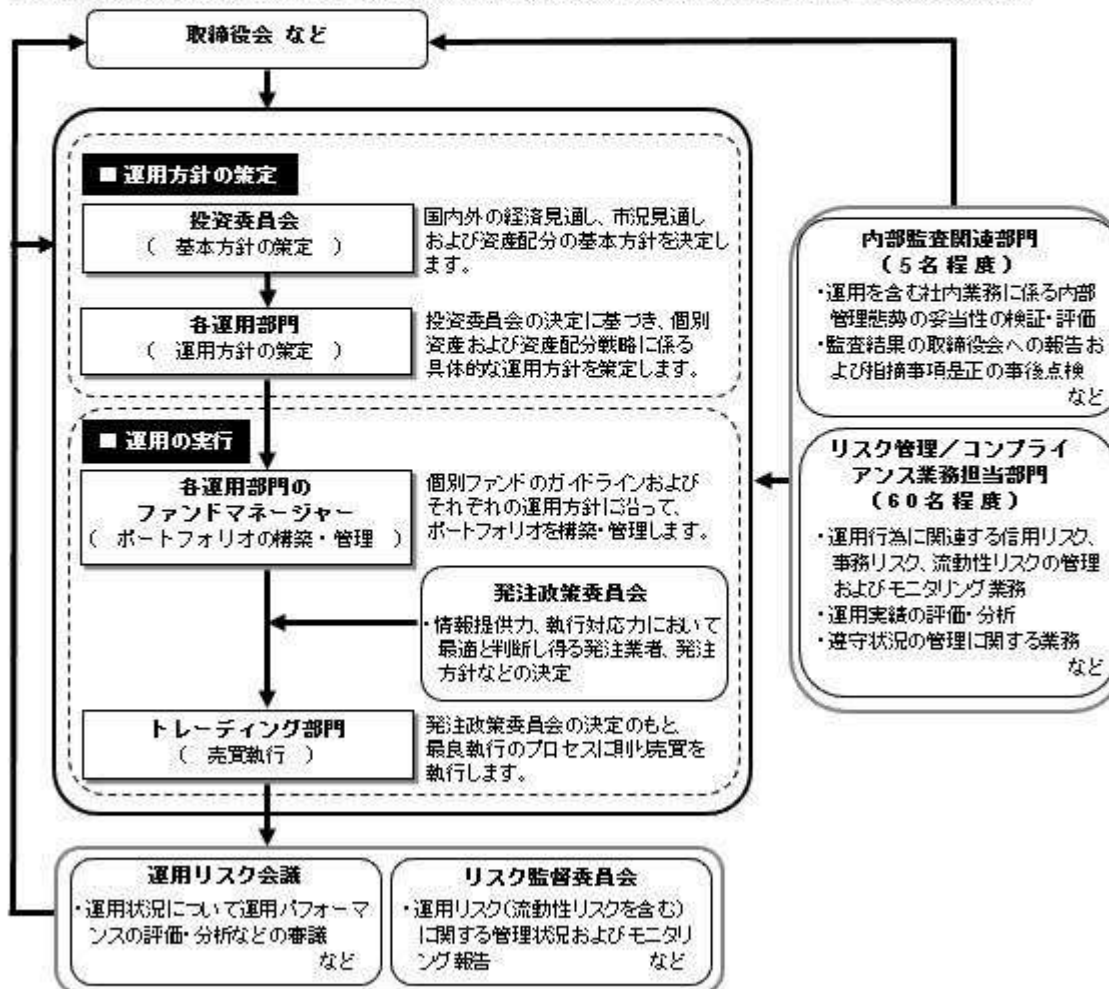 取締役会 など
■ 運用方針の策定
投資委員会
( 基本方針の策定 )
国内外の経済見通し、市況見通し
および資産配分の基本方針を決定し
ます。
各運用部門
( 運用方針の策定 )
投資委員会の決定に基づき、個別
資産および資産配分戦略に係る
具体的な運用方針を策定します。
■ 運用の実行
各運用部門の
ファンドマネージャー
( ポートフォリオの構築・管理 )
個別ファンドのガイドラインおよび
それぞれの運用方針に沿って、
ポートフォリオを構築・管理します。
発注政策委員会
・情報提供力、執行対応力において
最適と判断し得る発注業者、発注
方針などの決定
トレーディング部門
( 売買執行 )
発注政策委員会の決定のもと、
最良執行のプロセスに則り売買を
執行します。
内部監査関連部門
(5名程度)
・運用を含む社内業務に係る内部
管理態勢の妥当性の検証・評価
・監査結果の取締役会への報告お
よび指摘事項是正の事後点検
など
リスク管理／コンプライ
アンス業務担当部門
(60名程度)
・運用行為に関連する信用リスク、
事務リスク、流動性リスクの管理
およびモニタリング業務
・運用実績の評価・分析
・遵守状況の管理に関する業務
など
運用リスク会議
・運用状況について運用パフォーマ
ンスの評価・分析などの審議
など
リスク監督委員会
・運用リスク(流動性リスクを含む)
に関する管理状況およびモニタリ
ング報告 など